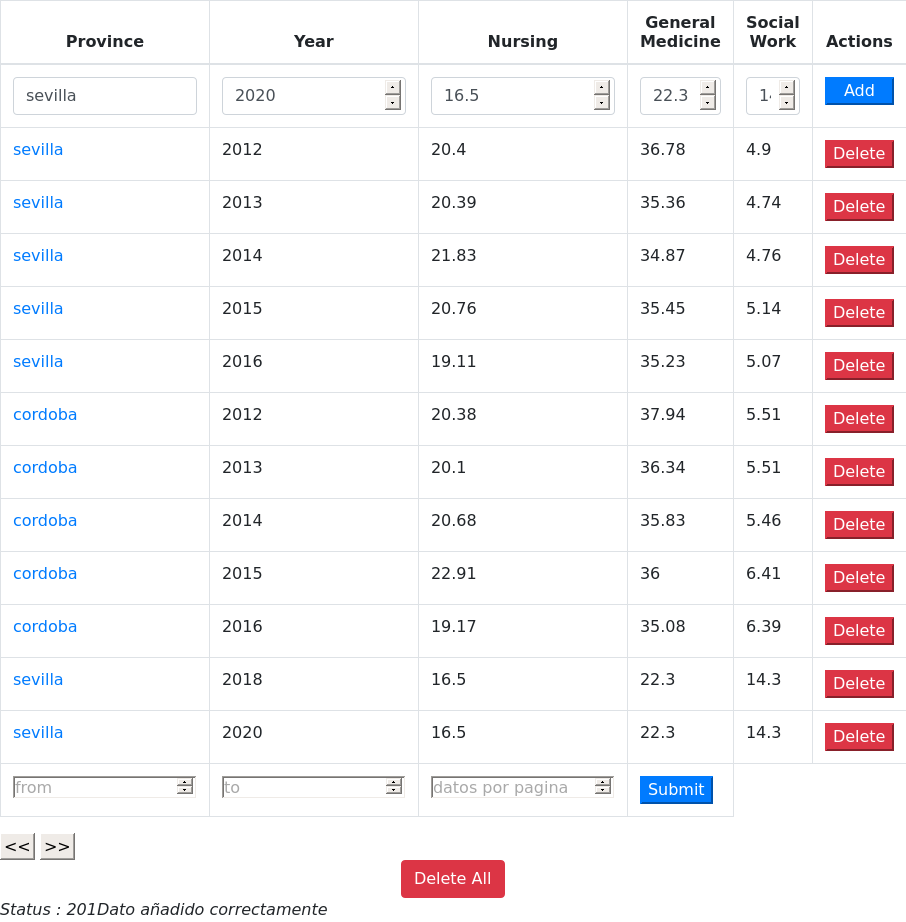 Province Year Nursing General Medicine Social Work Actions
sevilla 2020 16.5 22.3 Add
sevilla 2012 20.4 36.78 4.9 Delete
sevilla 2013 20.39 35.36 4.74 Delete
sevilla 2014 21.83 34.87 4.76 Delete
sevilla 2015 20.76 35.45 5.14 Delete
sevilla 2016 19.11 35.23 5.07 Delete
cordoba 2012 20.38 37.94 5.51 Delete
cordoba 2013 20.1 36.34 5.51 Delete
cordoba 2014 20.68 35.83 5.46 Delete
cordoba 2015 22.91 36 6.41 Delete
cordoba 2016 19.17 35.08 6.39 Delete
sevilla 2018 16.5 22.3 14.3 Delete
sevilla 2020 16.5 22.3 14.3 Delete
from to datos por pagina Submit
<< >>
Delete All
Status : 201Dato añadido correctamente